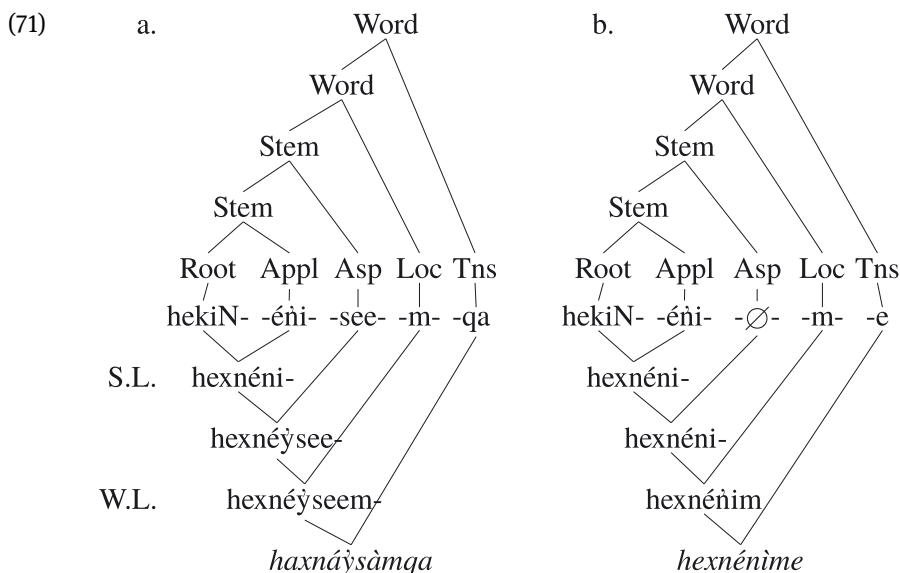 (71) a. Word b. Word
Word Word
Stem Stem
Stem Stem
Root Appl Asp Loc Tns Root Appl Asp Loc Tns
hekiN- -éṅi- -see- -m- -qa hekiN- -éṅi- -∅- -m- -e
S.L. hexnéni- hexnéni-
hexnéẏsee- hexnéni-
W.L. hexnéẏseem- hexnéṅim
haxnáẏsàmqa hexnénìme